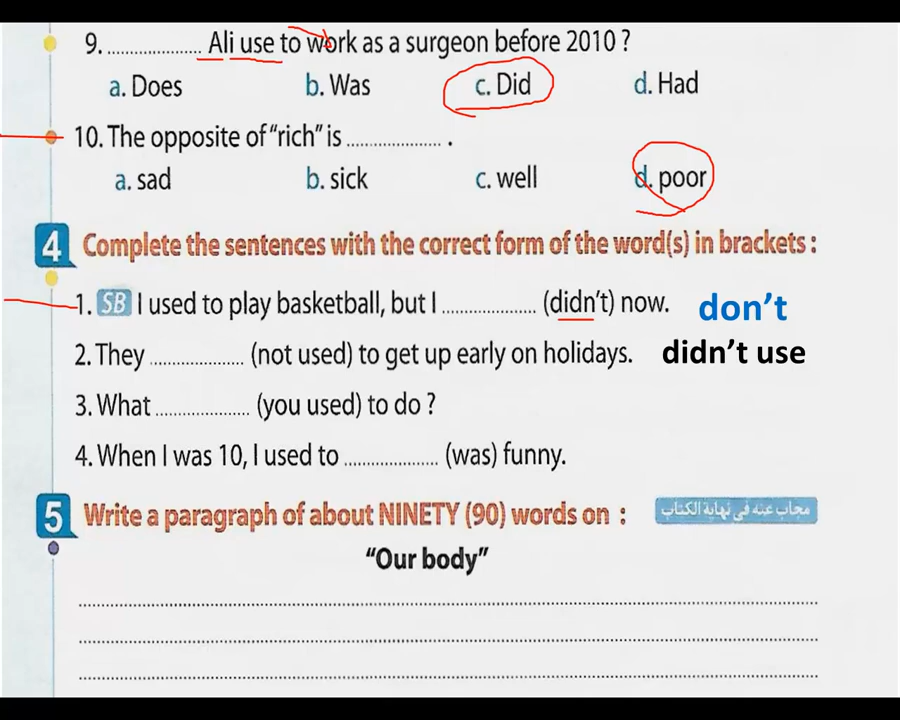 9. .................... Ali use to work as a surgeon before 2010 ?
a. Does b. Was c. Did d. Had
10. The opposite of “rich” is .................... .
a. sad b. sick c. well d. poor
4 Complete the sentences with the correct form of the word(s) in brackets :
1. SB I used to play basketball, but I .................... (didn’t) now. don’t
2. They .................... (not used) to get up early on holidays. didn’t use
3. What .................... (you used) to do ?
4. When I was 10, I used to .................... (was) funny.
5 Write a paragraph of about NINETY (90) words on : مجاب عنه فى نهاية الكتاب
“Our body”